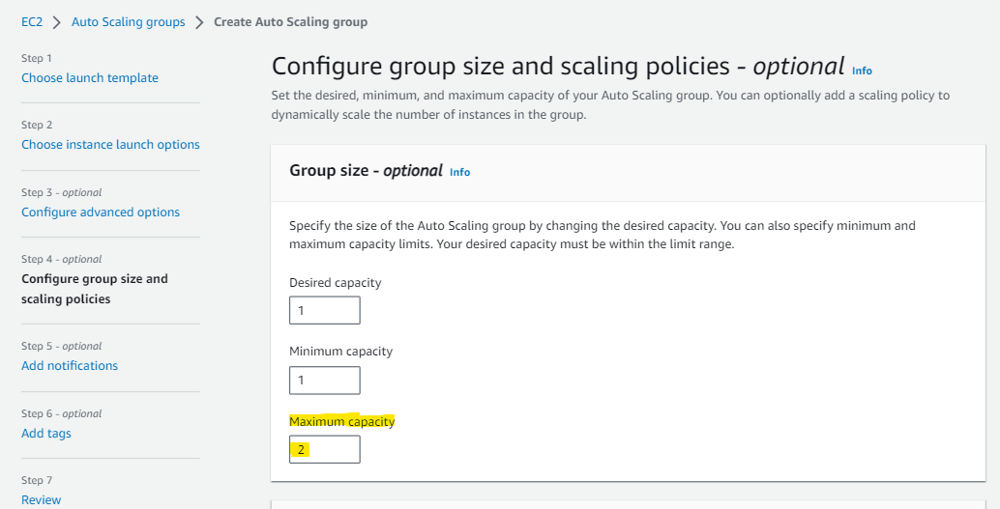 EC2 > Auto Scaling groups > Create Auto Scaling group
Step 1
Choose launch template
Step 2
Choose instance launch options
Step 3 - optional
Configure advanced options
Step 4 - optional
Configure group size and
scaling policies
Step 5 - optional
Add notifications
Step 6 - optional
Add tags
Step 7
Review
Configure group size and scaling policies - optional Info
Set the desired, minimum, and maximum capacity of your Auto Scaling group. You can optionally add a scaling policy to
dynamically scale the number of instances in the group.
Group size - optional Info
Specify the size of the Auto Scaling group by changing the desired capacity. You can also specify minimum and
maximum capacity limits. Your desired capacity must be within the limit range.
Desired capacity
1
Minimum capacity
1
Maximum capacity
2